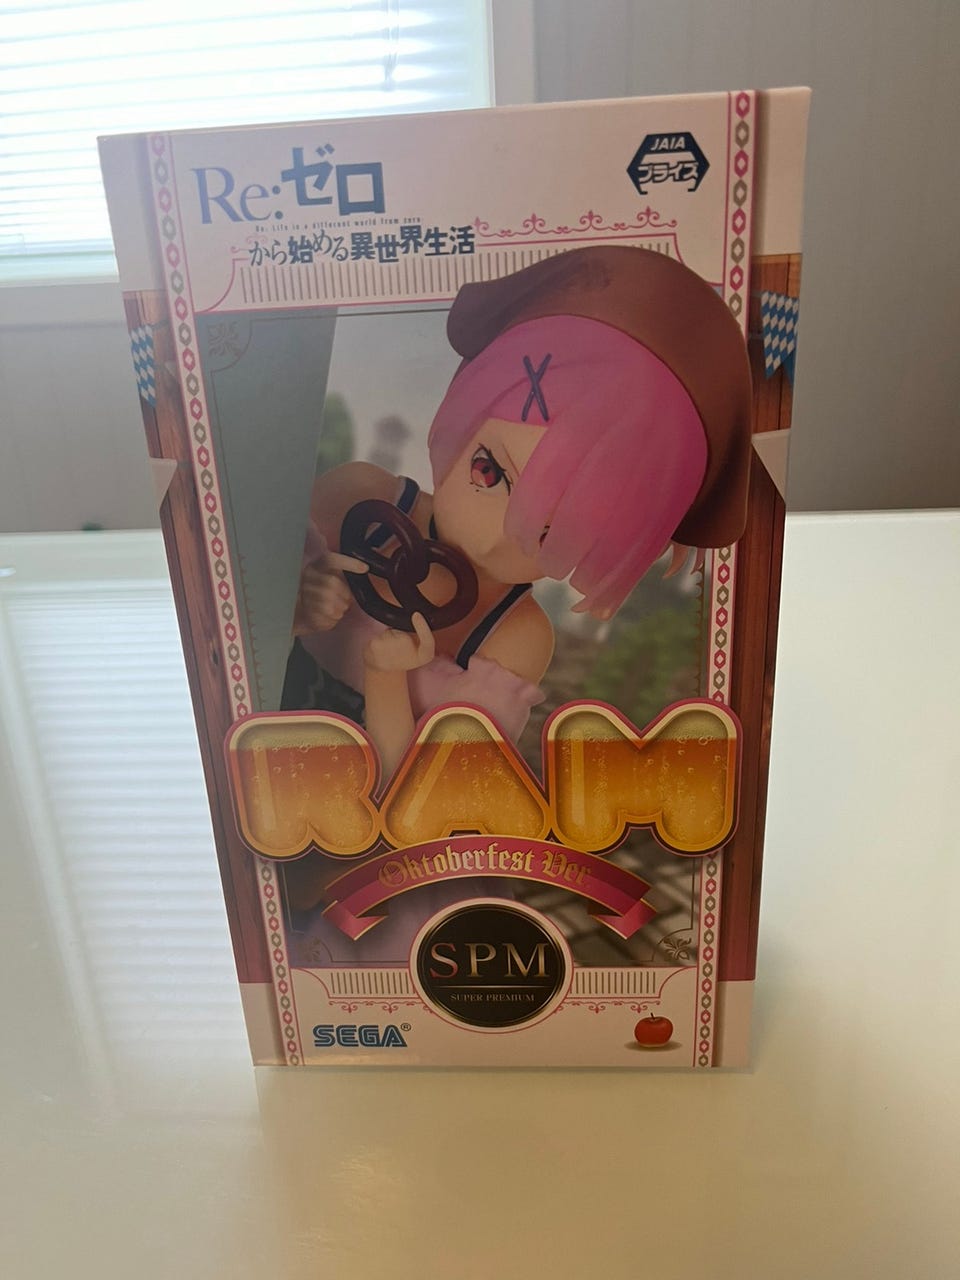 JAIA
プライズ
Re:ゼロ
Re: Life in a different world from zero
から始める異世界生活
RAM
Oktoberfest Ver.
SPM
SUPER PREMIUM
SEGA®